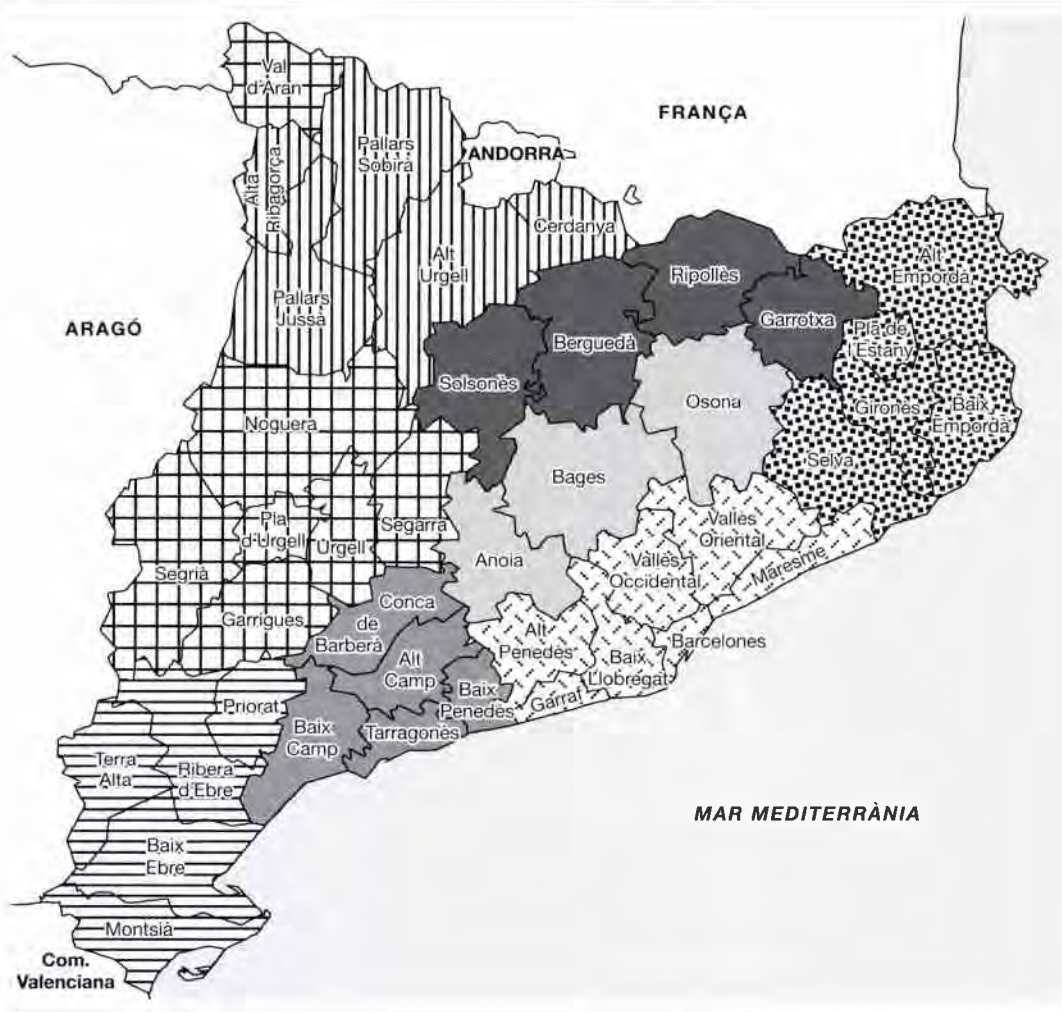 Val
d'Aran
FRANÇA
Pallars
Sobirà
ANDORRA
Alta
Ribagorça
Cerdanya
Alt
Urgell
Ripollès
Alt
Empordà
Pallars
Jussà
ARAGÓ
Garrotxa
Pla de
l'Estany
Berguedà
Solsonès
Osona
Gironès
Baix
Empordà
Noguera
Selva
Bages
Pla
d'Urgell
Urgell
Segarra
Vallès
Oriental
Anoia
Vallès
Occidental
Maresme
Segrià
Garrigues
Conca
de
Barberà
Alt
Penedès
Barcelones
Alt
Camp
Baix
Llobregat
Baix
Penedès
Garraf
Priorat
Baix
Camp
Tarragonès
Terra
Alta
Ribera
d'Ebre
MAR MEDITERRÀNIA
Baix
Ebre
Montsià
Com.
Valenciana